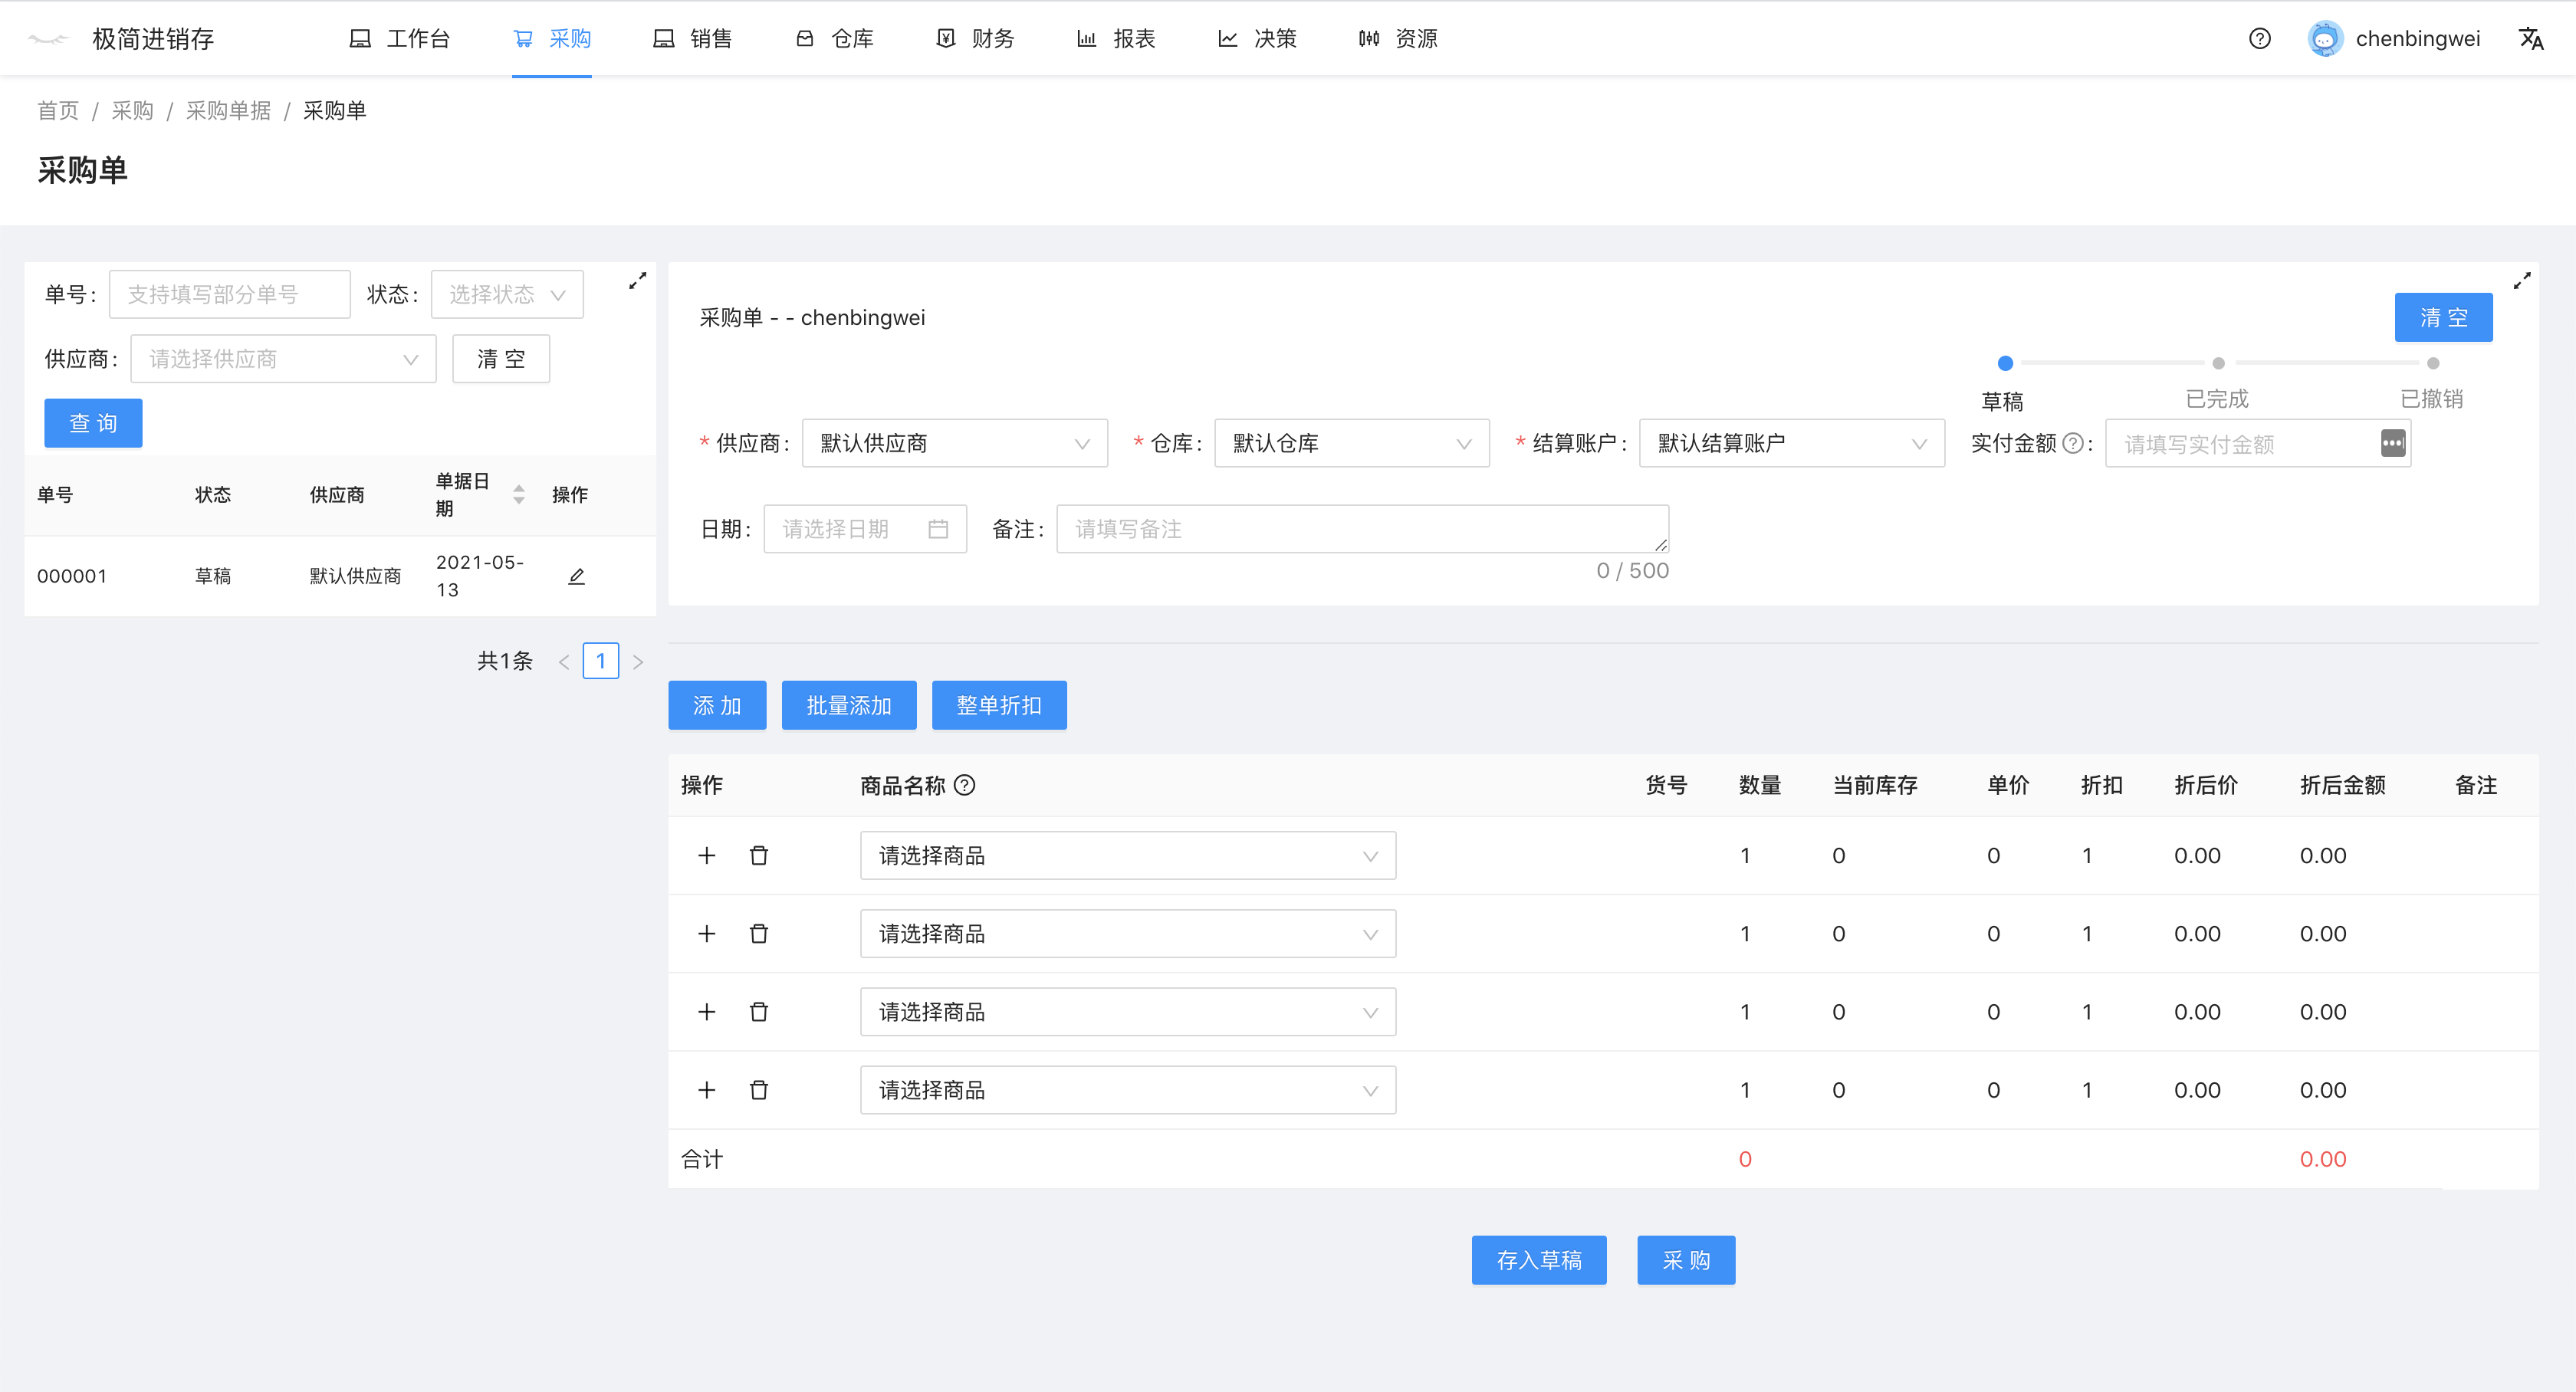 极简进销存 工作台 采购 销售 仓库 财务 报表 决策 资源 chenbingwei
首页 / 采购 / 采购单据 / 采购单
采购单
单号: 支持填写部分单号 状态: 选择状态
供应商: 请选择供应商 清 空
查 询
单号 状态 供应商 单据日期 操作
000001 草稿 默认供应商 2021-05-13
共1条 < 1 >
采购单 - - chenbingwei
清 空
草稿 已完成 已撤销
* 供应商: 默认供应商 * 仓库: 默认仓库 * 结算账户: 默认结算账户 实付金额: 请填写实付金额
日期: 请选择日期 备注: 请填写备注
0 / 500
添 加 批量添加 整单折扣
操作 商品名称 货号 数量 当前库存 单价 折扣 折后价 折后金额 备注
请选择商品 1 0 0 1 0.00 0.00
请选择商品 1 0 0 1 0.00 0.00
请选择商品 1 0 0 1 0.00 0.00
请选择商品 1 0 0 1 0.00 0.00
合计 0 0.00
存入草稿 采 购